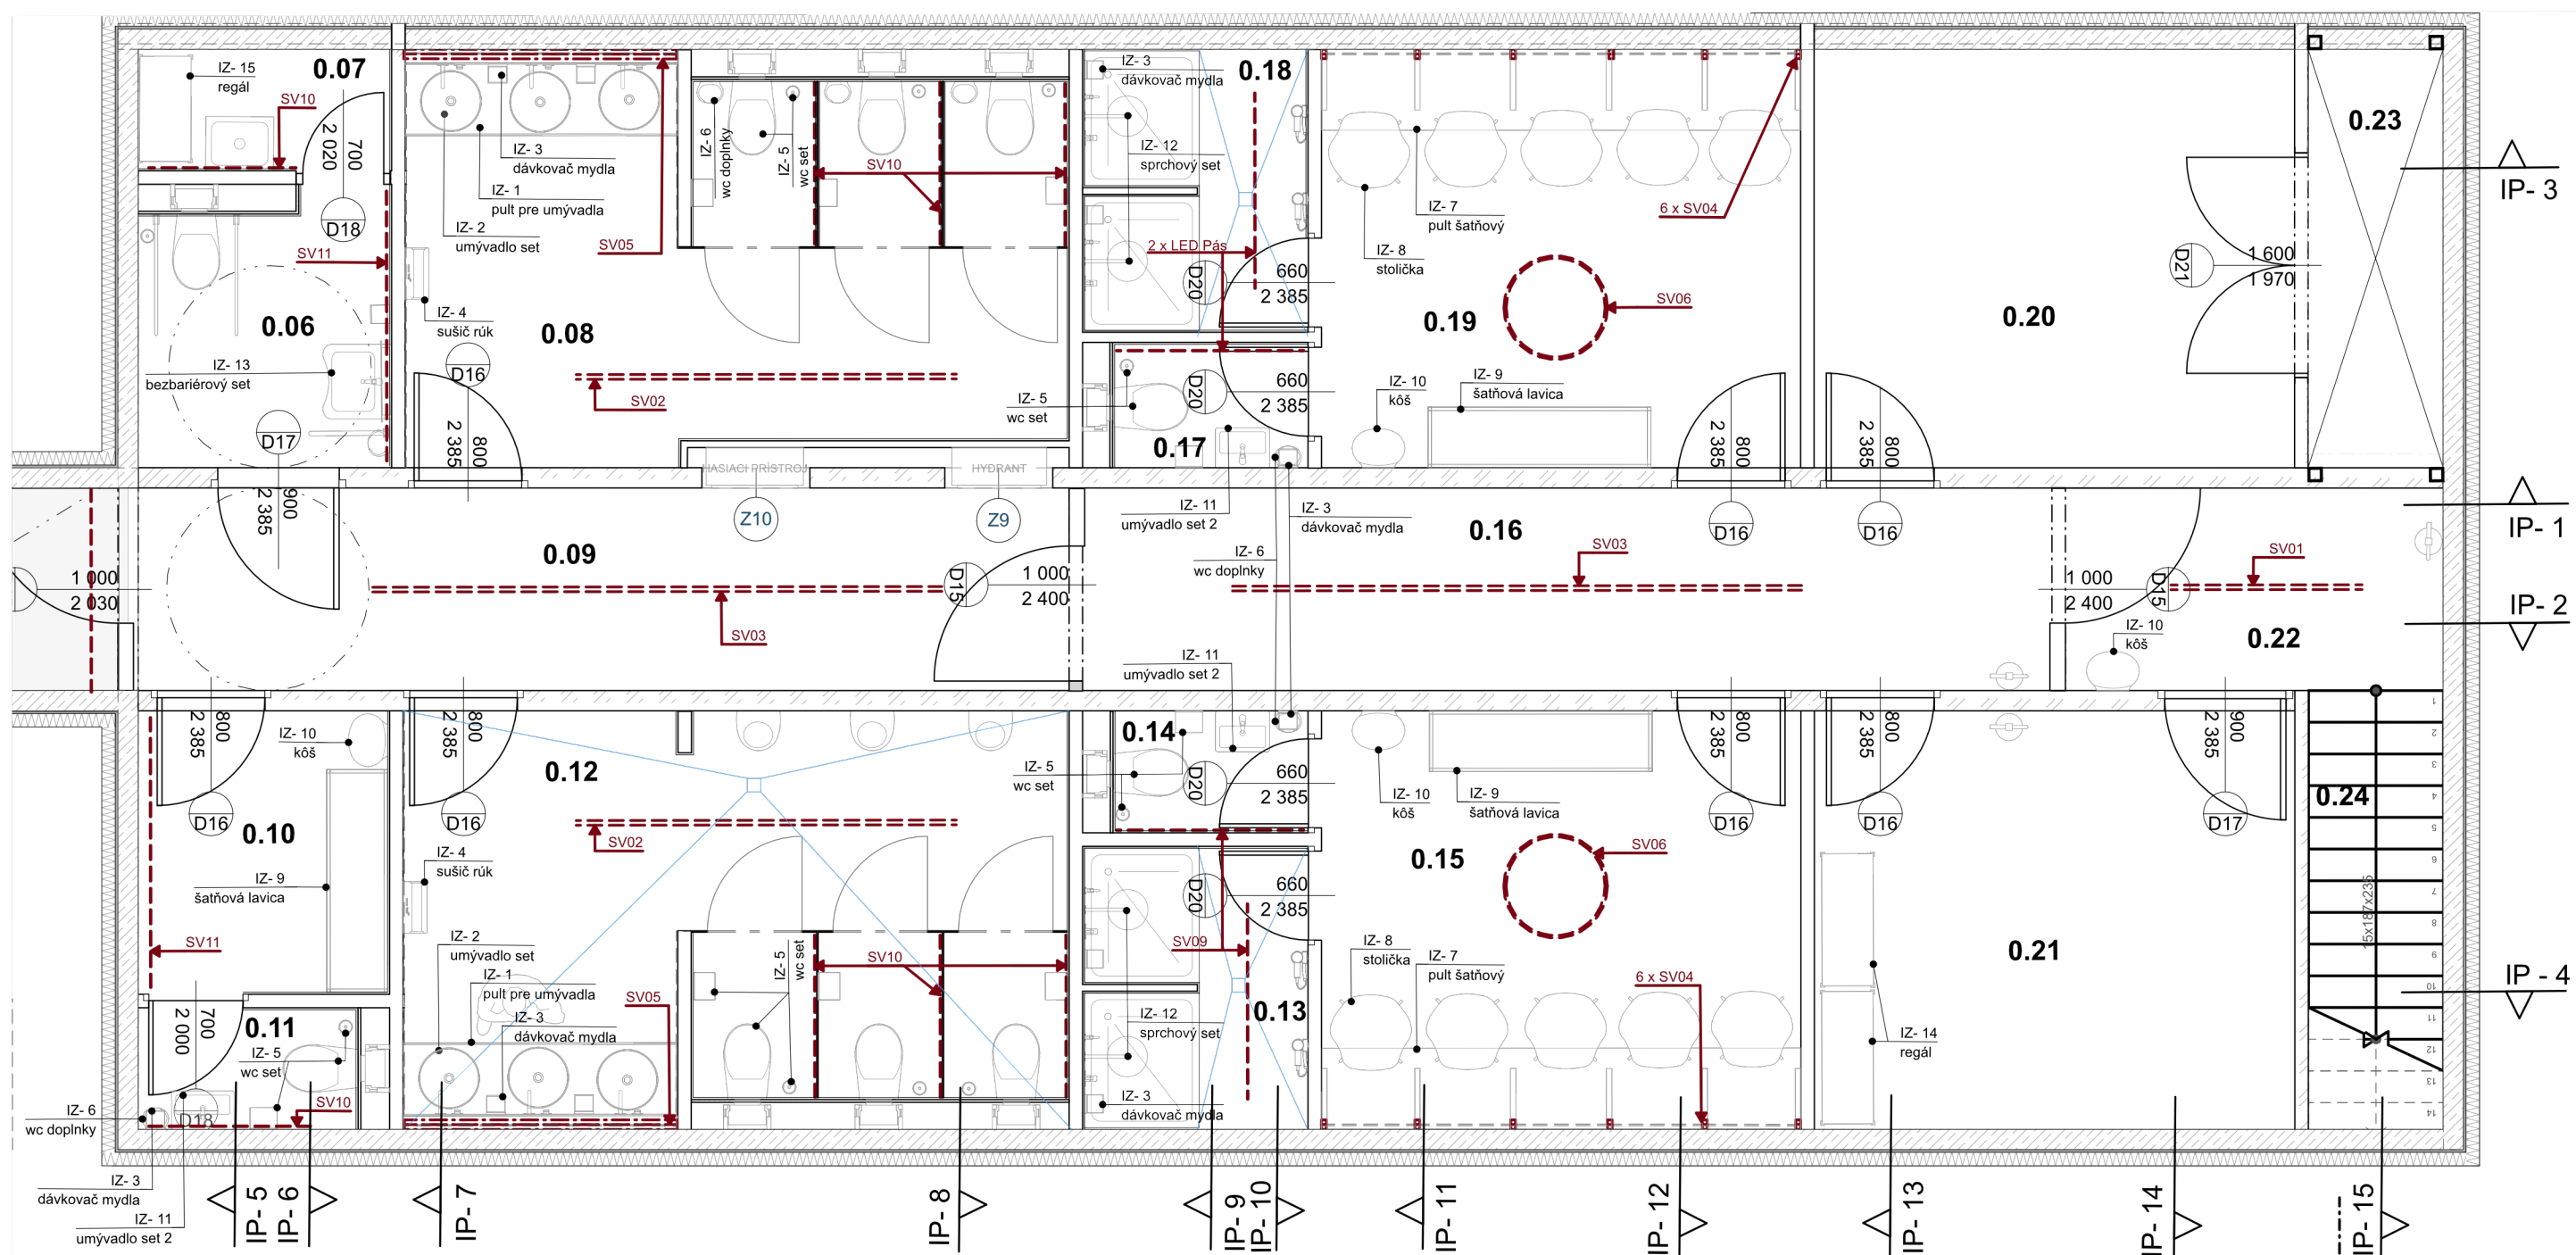 IZ- 15
regál
0.07
SV10
700
2 020
D18
SV11
0.06
IZ- 13
bezbariérový set
D17
900
2 385
IZ- 3
dávkovač mydla
IZ- 1
pult pre umývadla
IZ- 2
umývadlo set
SV05
IZ- 4
sušič rúk
0.08
D16
800
2 385
SV02
IZ- 6
wc doplnky
IZ- 5
wc set
SV10
HASIACI PRÍSTROJ
HYDRANT
Z10
Z9
IZ- 3
dávkovač mydla
0.18
IZ- 12
sprchový set
2 x LED Pás
D20
660
2 385
D20
660
2 385
IZ- 5
wc set
0.17
IZ- 11
umývadlo set 2
IZ- 3
dávkovač mydla
IZ- 6
wc doplnky
IZ- 7
pult šatňový
IZ- 8
stolička
6 x SV04
0.19
SV06
IZ- 10
kôš
IZ- 9
šatňová lavica
800
2 385
D16
800
2 385
D16
0.20
D21
1 600
1 970
0.23
IP- 3
IP- 1
IP- 2
IP - 4
1 000
2 030
0.09
SV03
D15
1 000
2 400
0.16
SV03
1 000
2 400
D15
SV01
IZ- 10
kôš
0.22
800
2 385
D16
IZ- 10
kôš
0.10
IZ- 9
šatňová lavica
SV11
700
2 000
0.11
IZ- 5
wc set
SV10
D18
IZ- 6
wc doplnky
IZ- 3
dávkovač mydla
IZ- 11
umývadlo set 2
800
2 385
D16
0.12
SV02
IZ- 4
sušič rúk
IZ- 2
umývadlo set
IZ- 1
pult pre umývadla
IZ- 3
dávkovač mydla
SV05
IZ- 5
wc set
SV10
IZ- 11
umývadlo set 2
0.14
IZ- 5
wc set
D20
660
2 385
D20
660
2 385
SV09
IZ- 12
sprchový set
0.13
IZ- 3
dávkovač mydla
IZ- 10
kôš
IZ- 9
šatňová lavica
0.15
SV06
IZ- 8
stolička
IZ- 7
pult šatňový
6 x SV04
800
2 385
D16
800
2 385
D16
900
2 385
D17
0.21
IZ- 14
regál
0.24
15x187x235
1
2
3
4
5
6
7
8
9
10
11
12
13
14
IP- 5
IP- 6
IP- 7
IP- 8
IP- 9
IP- 10
IP- 11
IP- 12
IP- 13
IP- 14
IP- 15